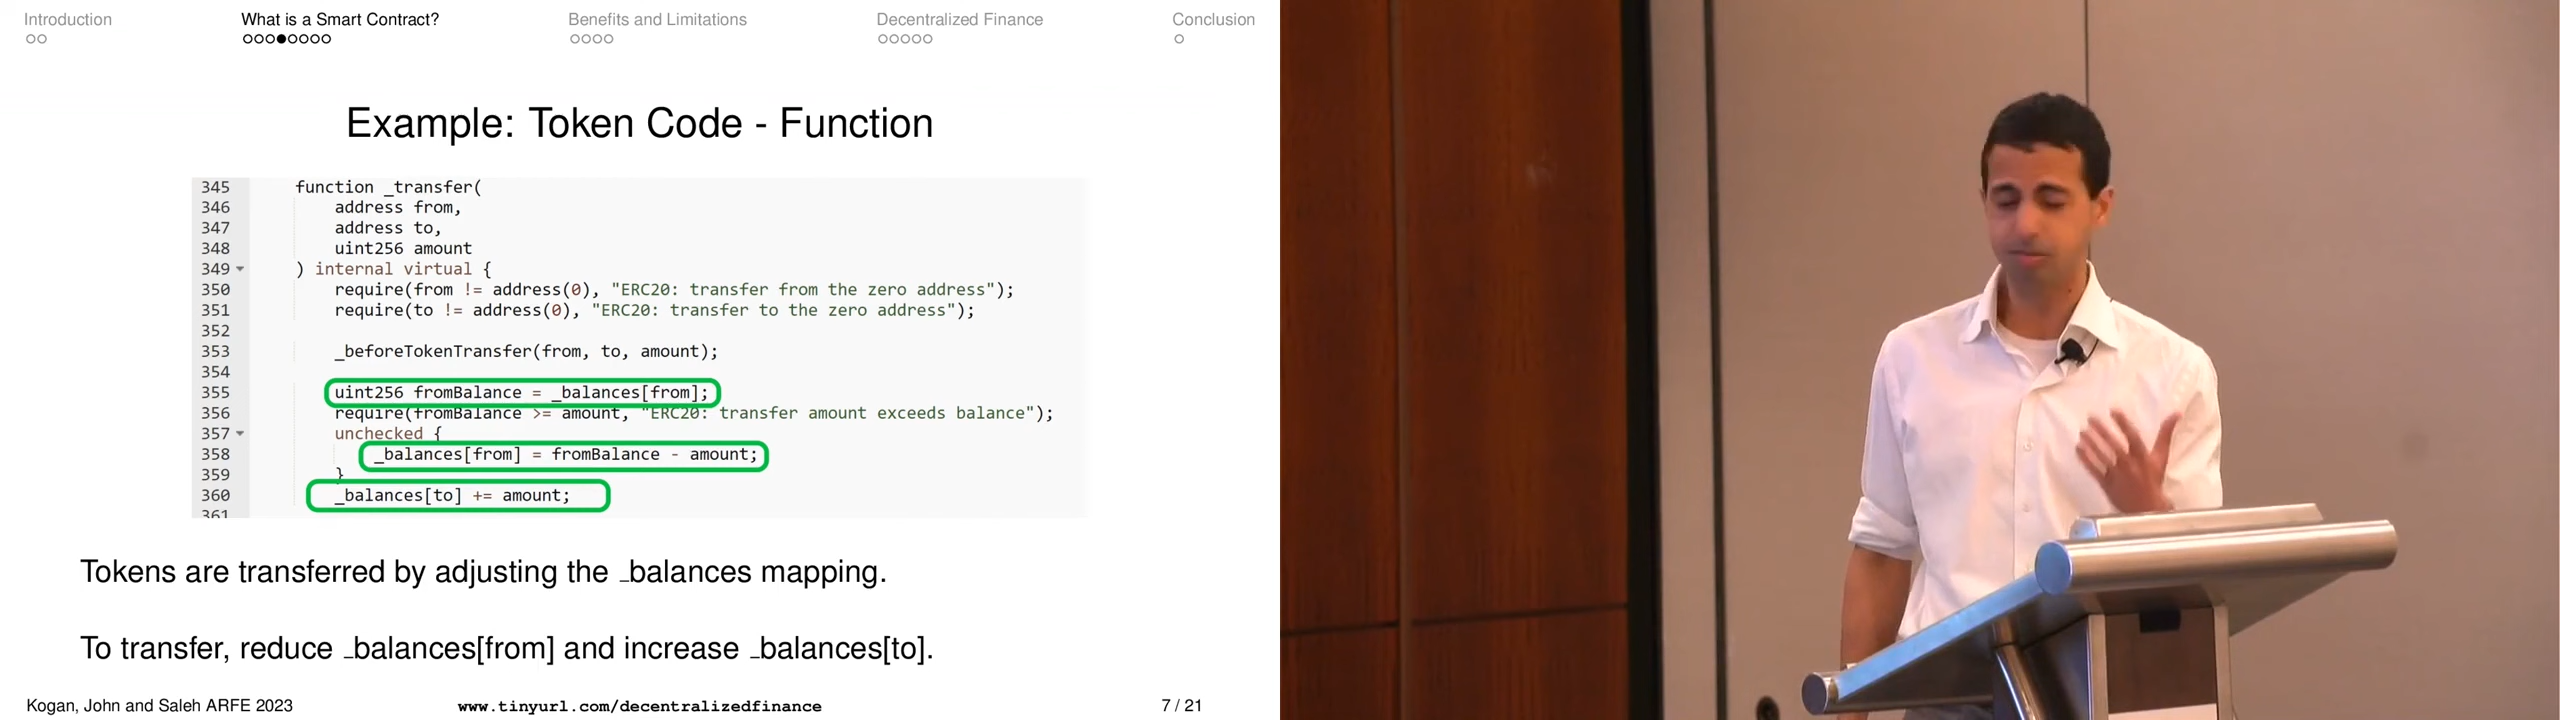 Introduction
What is a Smart Contract?
Benefits and Limitations
Decentralized Finance
Conclusion
Example: Token Code - Function
345 function _transfer(
346 address from,
347 address to,
348 uint256 amount
349 ) internal virtual {
350 require(from != address(0), "ERC20: transfer from the zero address");
351 require(to != address(0), "ERC20: transfer to the zero address");
352
353 _beforeTokenTransfer(from, to, amount);
354
355 uint256 fromBalance = _balances[from];
356 require(fromBalance >= amount, "ERC20: transfer amount exceeds balance");
357 unchecked {
358 _balances[from] = fromBalance - amount;
359 }
360 _balances[to] += amount;
361
Tokens are transferred by adjusting the _balances mapping.
To transfer, reduce _balances[from] and increase _balances[to].
Kogan, John and Saleh ARFE 2023
www.tinyurl.com/decentralizedfinance
7 / 21